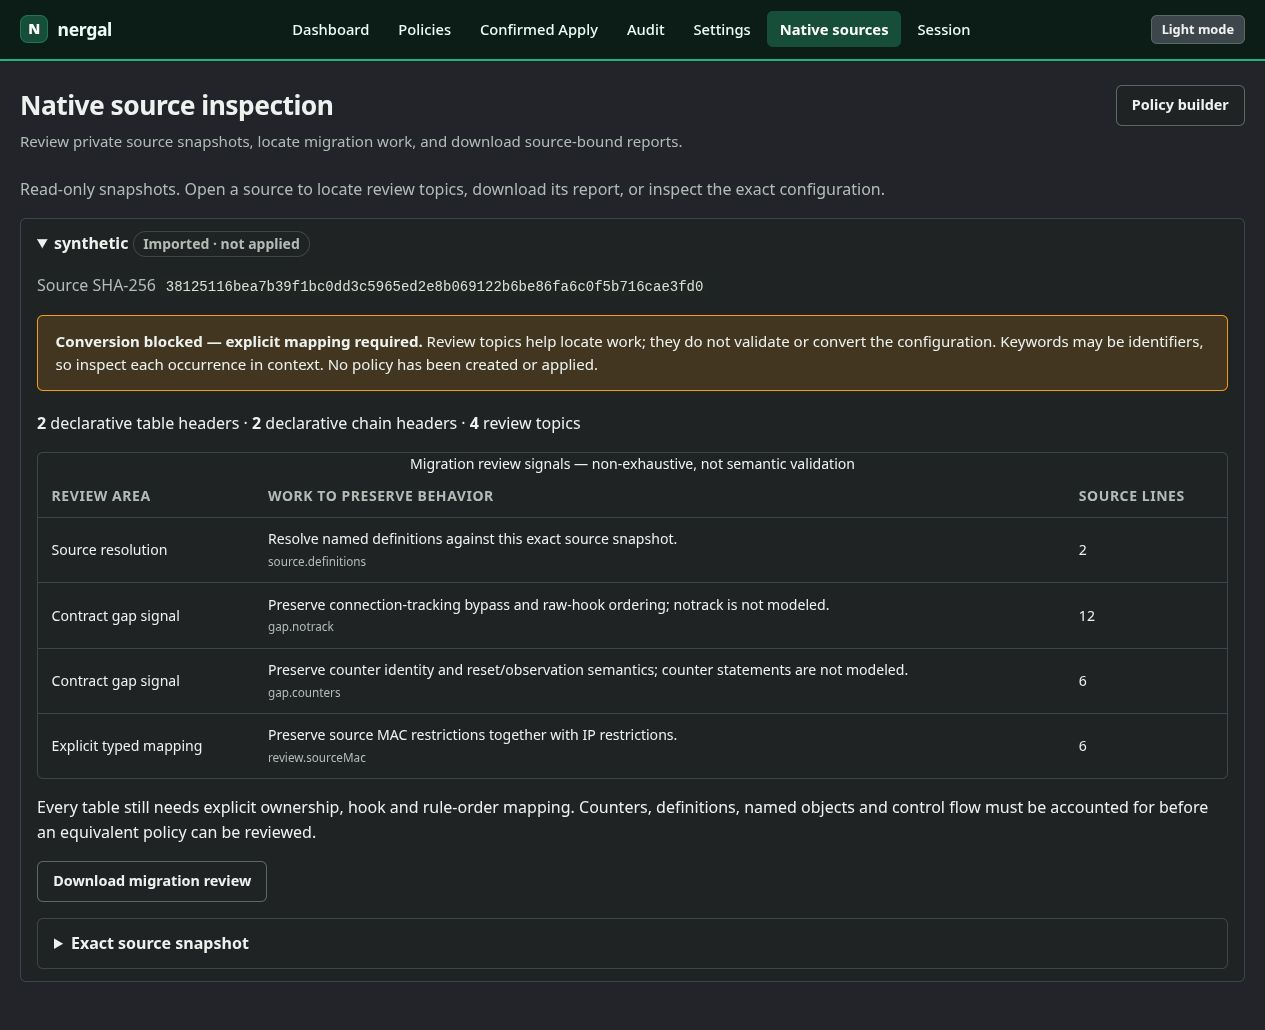 N nergal Dashboard Policies Confirmed Apply Audit Settings Native sources Session Light mode
Native source inspection
Policy builder
Review private source snapshots, locate migration work, and download source-bound reports.
Read-only snapshots. Open a source to locate review topics, download its report, or inspect the exact configuration.
▼ synthetic Imported · not applied
Source SHA-256 38125116bea7b39f1bc0dd3c5965ed2e8b069122b6be86fa6c0f5b716cae3fd0
Conversion blocked — explicit mapping required. Review topics help locate work; they do not validate or convert the configuration. Keywords may be identifiers,
so inspect each occurrence in context. No policy has been created or applied.
2 declarative table headers · 2 declarative chain headers · 4 review topics
Migration review signals — non-exhaustive, not semantic validation
REVIEW AREA WORK TO PRESERVE BEHAVIOR SOURCE LINES
Source resolution Resolve named definitions against this exact source snapshot. 2
source.definitions
Contract gap signal Preserve connection-tracking bypass and raw-hook ordering; notrack is not modeled. 12
gap.notrack
Contract gap signal Preserve counter identity and reset/observation semantics; counter statements are not modeled. 6
gap.counters
Explicit typed mapping Preserve source MAC restrictions together with IP restrictions. 6
review.sourceMac
Every table still needs explicit ownership, hook and rule-order mapping. Counters, definitions, named objects and control flow must be accounted for before
an equivalent policy can be reviewed.
Download migration review
▶ Exact source snapshot